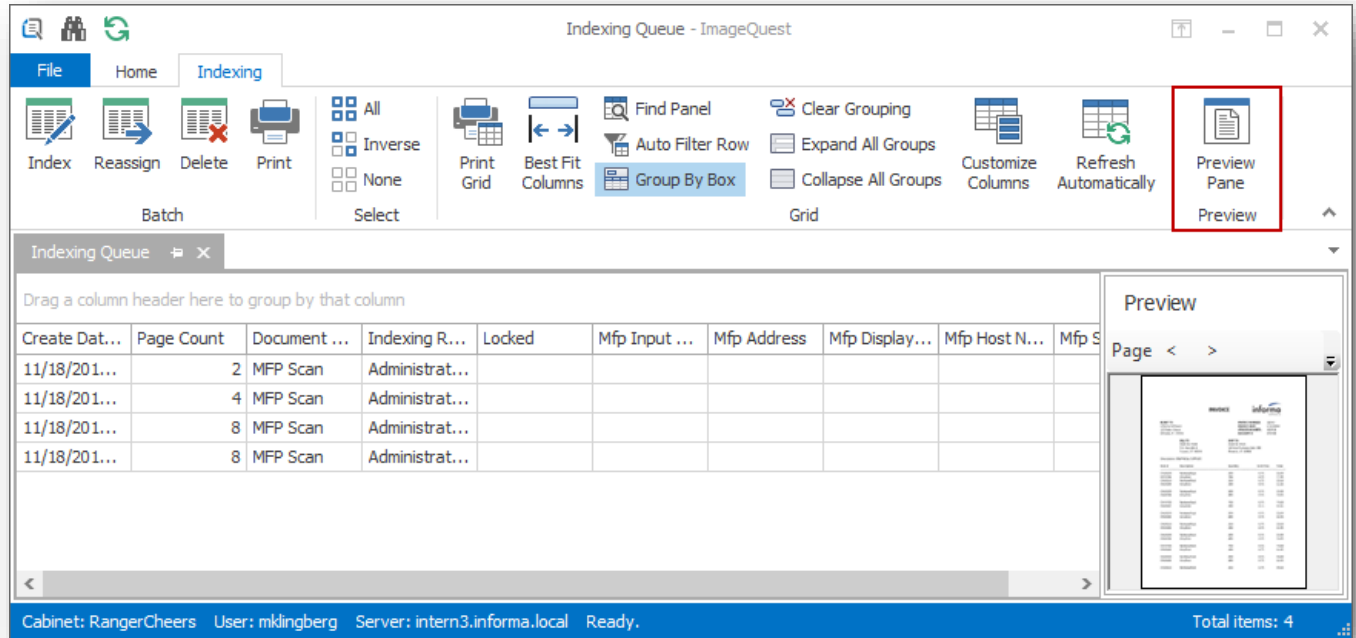 Indexing Queue - ImageQuest
File Home Indexing
Index Reassign Delete Print
All
Inverse
None
Print Grid
Best Fit Columns
Find Panel
Auto Filter Row
Group By Box
Clear Grouping
Expand All Groups
Collapse All Groups
Customize Columns
Refresh Automatically
Preview Pane
Batch Select Grid Preview
Indexing Queue
Drag a column header here to group by that column
Create Dat... Page Count Document ... Indexing R... Locked Mfp Input ... Mfp Address Mfp Display... Mfp Host N... Mfp S
11/18/201... 2 MFP Scan Administrat...
11/18/201... 4 MFP Scan Administrat...
11/18/201... 8 MFP Scan Administrat...
11/18/201... 8 MFP Scan Administrat...
Preview
Page < >
INVOICE informa
Cabinet: RangerCheers User: mklingberg Server: intern3.informa.local Ready. Total items: 4